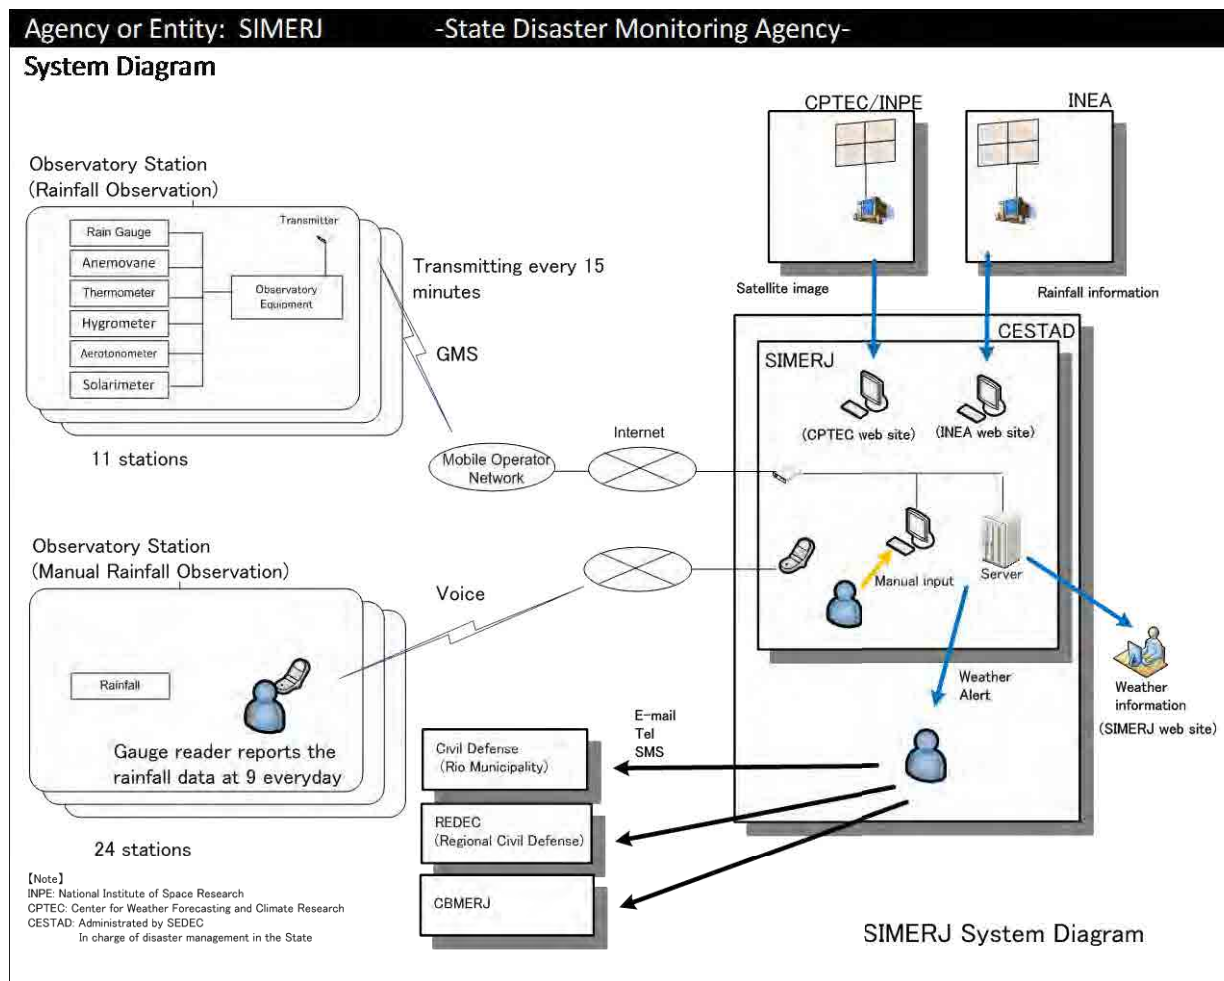 Agency or Entity: SIMERJ -State Disaster Monitoring Agency-
System Diagram
CPTEC/INPE
INEA
Observatory Station
(Rainfall Observation)
Transmitter
Rain Gauge
Anemovane
Thermometer
Hygrometer
Aerotonometer
Solarimeter
Observatory
Equipment
Transmitting every 15
minutes
GMS
11 stations
Satellite image
Rainfall information
CESTAD
SIMERJ
(CPTEC web site)
(INEA web site)
Internet
Mobile Operator
Network
Observatory Station
(Manual Rainfall Observation)
Voice
Manual input
Server
Rainfall
Gauge reader reports the
rainfall data at 9 everyday
24 stations
Weather
Alert
Weather
information
(SIMERJ web site)
E-mail
Tel
SMS
Civil Defense
(Rio Municipality)
REDEC
(Regional Civil Defense)
CBMERJ
【Note】
INPE: National Institute of Space Research
CPTEC: Center for Weather Forecasting and Climate Research
CESTAD: Administrated by SEDEC
In charge of disaster management in the State
SIMERJ System Diagram